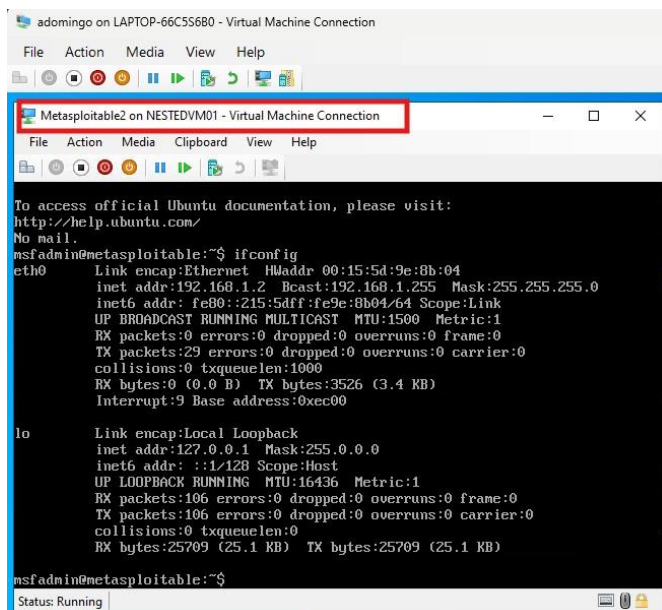 adomingo on LAPTOP-66C5S6B0 - Virtual Machine Connection
File Action Media View Help
Metasploitable2 on NESTEDVM01 - Virtual Machine Connection
File Action Media Clipboard View Help
To access official Ubuntu documentation, please visit:
http://help.ubuntu.com/
No mail.
msfadmin@metasploitable:~$ ifconfig
eth0 Link encap:Ethernet HWaddr 00:15:5d:9e:8b:04
inet addr:192.168.1.2 Bcast:192.168.1.255 Mask:255.255.255.0
inet6 addr: fe80::215:5dff:fe9e:8b04/64 Scope:Link
UP BROADCAST RUNNING MULTICAST MTU:1500 Metric:1
RX packets:0 errors:0 dropped:0 overruns:0 frame:0
TX packets:29 errors:0 dropped:0 overruns:0 carrier:0
collisions:0 txqueuelen:1000
RX bytes:0 (0.0 B) TX bytes:3526 (3.4 KB)
Interrupt:9 Base address:0xec00
lo Link encap:Local Loopback
inet addr:127.0.0.1 Mask:255.0.0.0
inet6 addr: ::1/128 Scope:Host
UP LOOPBACK RUNNING MTU:16436 Metric:1
RX packets:106 errors:0 dropped:0 overruns:0 frame:0
TX packets:106 errors:0 dropped:0 overruns:0 carrier:0
collisions:0 txqueuelen:0
RX bytes:25709 (25.1 KB) TX bytes:25709 (25.1 KB)
msfadmin@metasploitable:~$
Status: Running